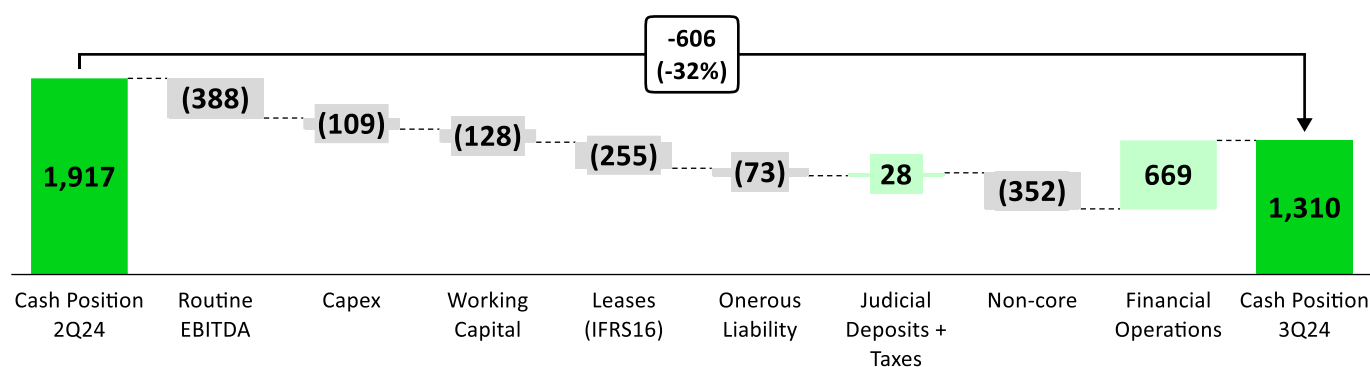 -606
(-32%)
1,917
(388)
(109)
(128)
(255)
(73)
28
(352)
669
1,310
Cash Position
2Q24
Routine
EBITDA
Capex
Working
Capital
Leases
(IFRS16)
Onerous
Liability
Judicial
Deposits +
Taxes
Non-core
Financial
Operations
Cash Position
3Q24